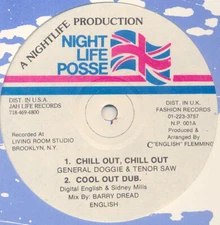 A NIGHTLIFE PRODUCTION
NIGHT
LIFE
POSSE
DIST. IN U.S.A.
JAH LIFE RECORDS
718-469-4800
DIST. IN U.K.
FASHION RECORDS
01-223-3757
N.P. 001A
Recorded At
LIVING ROOM STUDIO
BROOKLYN, N.Y.
Produced &
Arranged By
C"ENGLISH" FLEMMING
1. CHILL OUT, CHILL OUT
GENERAL DOGGIE & TENOR SAW
2. COOL OUT DUB.
Digital English & Sidney Mills
Mix By: BARRY DREAD
ENGLISH